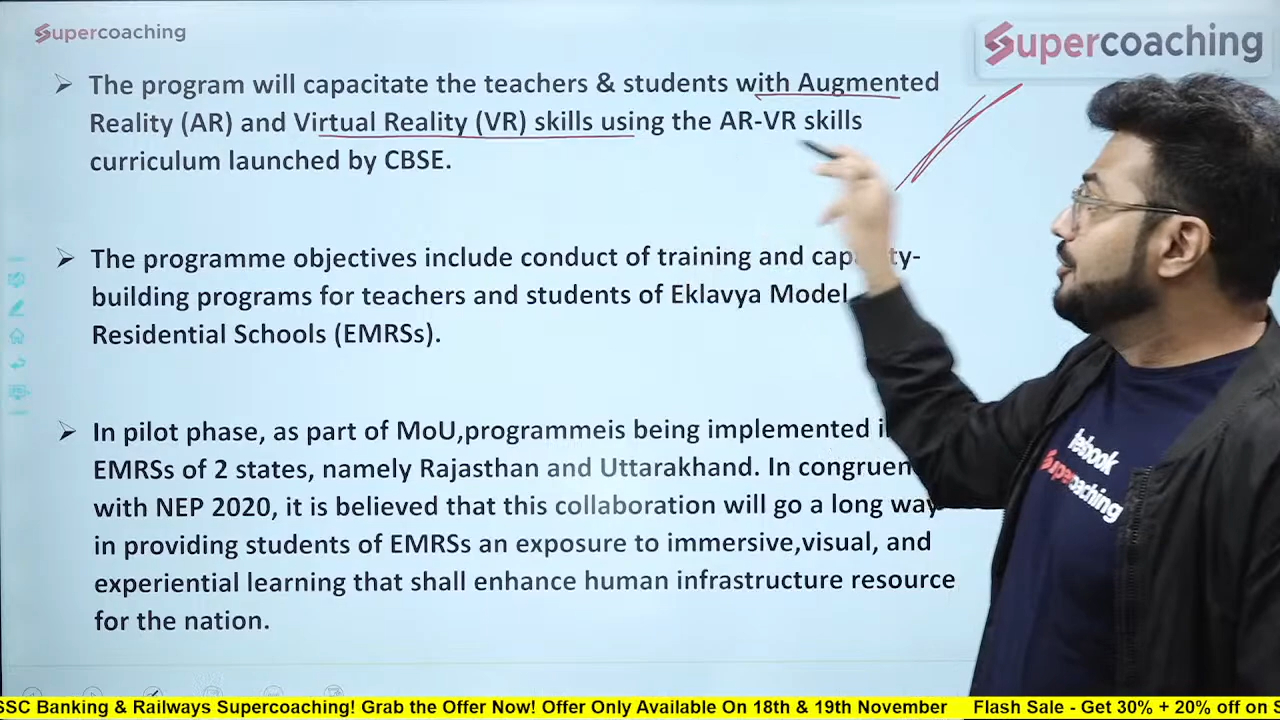 Supercoaching
Supercoaching
The program will capacitate the teachers & students with Augmented
Reality (AR) and Virtual Reality (VR) skills using the AR-VR skills
curriculum launched by CBSE.
The programme objectives include conduct of training and
building programs for teachers and students of Eklavya Model
Residential Schools (EMRSs).
In pilot phase, as part of MoU,programmeis being implemented
EMRSs of 2 states, namely Rajasthan and Uttarakhand. In
with NEP 2020, it is believed that this collaboration will go a long way
in providing students of EMRSs an exposure to immersive,visual, and
experiential learning that shall enhance human infrastructure resource
for the nation.
testbook
Supercoaching
SSC Banking & Railways Supercoaching! Grab the Offer Now! Offer Only Available On 18th & 19th November Flash Sale - Get 30% + 20% off on S